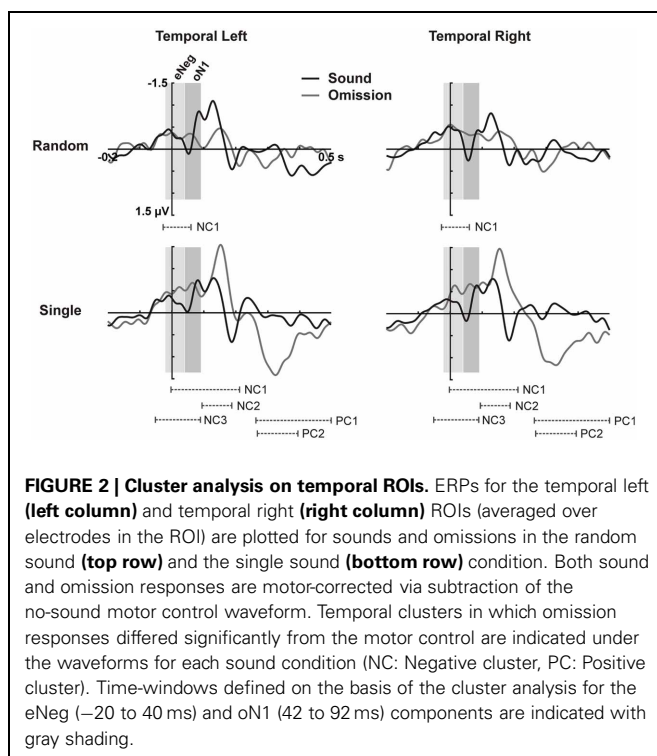 Temporal Left
Temporal Right
eNeg
oN1
-1.5
Sound
Omission
Random
-0.2
0.5 s
1.5 µV
NC1
NC1
Single
NC1
NC2
NC3
PC1
PC2
NC1
NC2
NC3
PC1
PC2
FIGURE 2 | Cluster analysis on temporal ROIs. ERPs for the temporal left
(left column) and temporal right (right column) ROIs (averaged over
electrodes in the ROI) are plotted for sounds and omissions in the random
sound (top row) and the single sound (bottom row) condition. Both sound
and omission responses are motor-corrected via subtraction of the
no-sound motor control waveform. Temporal clusters in which omission
responses differed significantly from the motor control are indicated under
the waveforms for each sound condition (NC: Negative cluster, PC: Positive
cluster). Time-windows defined on the basis of the cluster analysis for the
eNeg (−20 to 40 ms) and oN1 (42 to 92 ms) components are indicated with
gray shading.